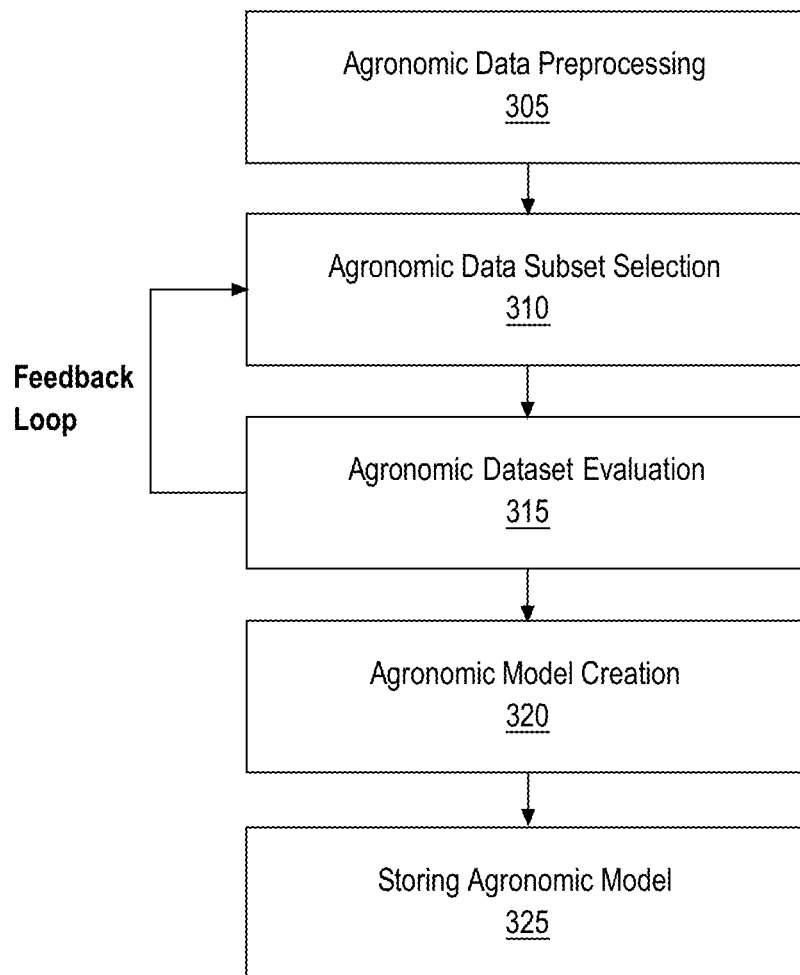 Agronomic Data Preprocessing
305
Agronomic Data Subset Selection
310
Feedback
Loop
Agronomic Dataset Evaluation
315
Agronomic Model Creation
320
Storing Agronomic Model
325